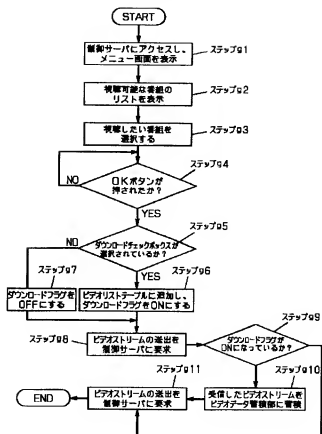 START
制御サーバにアクセスし、
メニュー画面を表示
ステップg1
視聴可能な番組の
リストを表示
ステップg2
視聴したい番組を
選択する
ステップg3
ステップg4
OKボタンが
押されたか？
NO
YES
ステップg5
ダウンロードチェックボックスが
選択されているか？
NO
YES
ステップg7
ステップg6
ダウンロードフラグを
OFFにする
ビデオリストテーブルに追加し、
ダウンロードフラグをONにする
ステップg8
ビデオストリームの送出を
制御サーバに要求
ステップg9
ダウンロードフラグが
ONになっているか？
YES
ステップg10
受信したビデオストリームを
ビデオデータ蓄積部に蓄積
ステップg11
ビデオストリームの送出を
制御サーバに要求
END